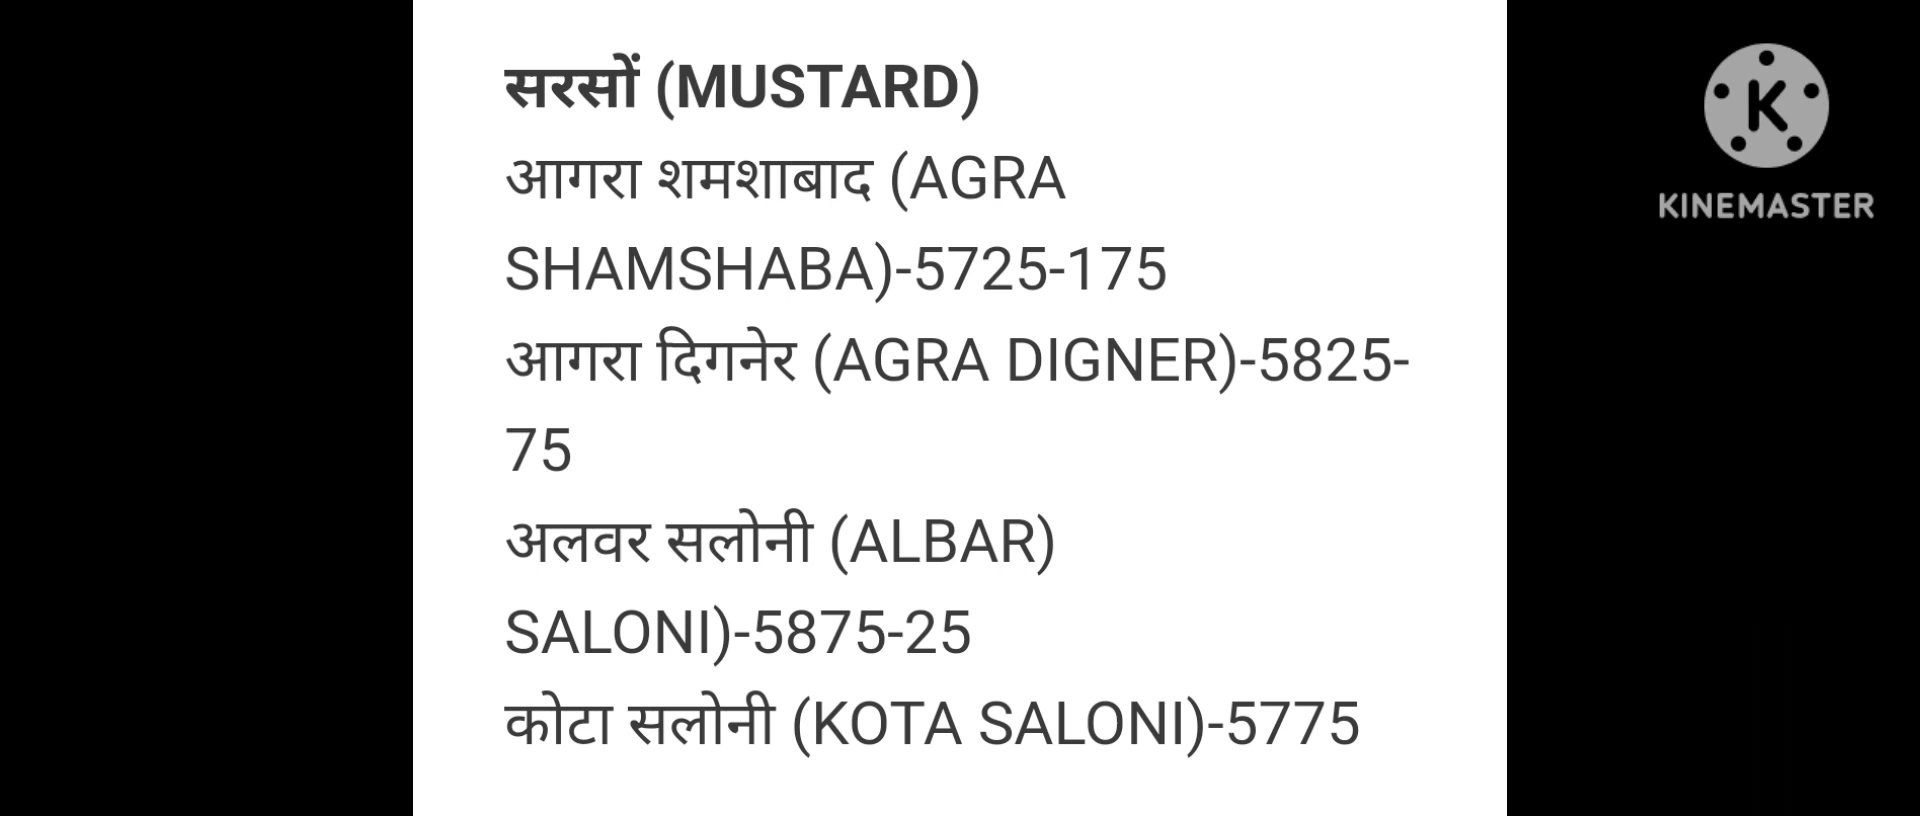 सरसों (MUSTARD)
आगरा शमशाबाद (AGRA
SHAMSHABA)-5725-175
आगरा दिगनेर (AGRA DIGNER)-5825-
75
अलवर सलोनी (ALBAR)
SALONI)-5875-25
कोटा सलोनी (KOTA SALONI)-5775
K
KINEMASTER